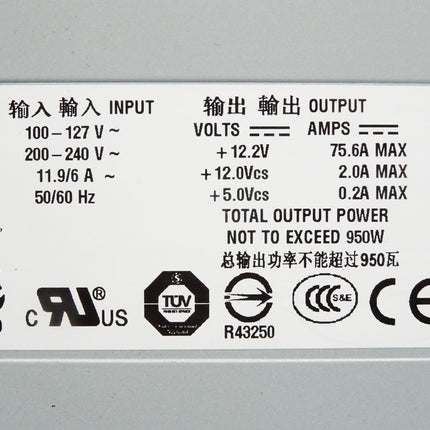 输入 輸入 INPUT
100–127 V ~
200–240 V ~
11.9/6 A ~
50/60 Hz
输出 輸出 OUTPUT
VOLTS AMPS
+12.2V 75.6A MAX
+12.0Vcs 2.0A MAX
+5.0Vcs 0.2A MAX
TOTAL OUTPUT POWER
NOT TO EXCEED 950W
总输出功率不能超过950瓦
C RU® US
TÜV
R43250
CCC S&E
CE